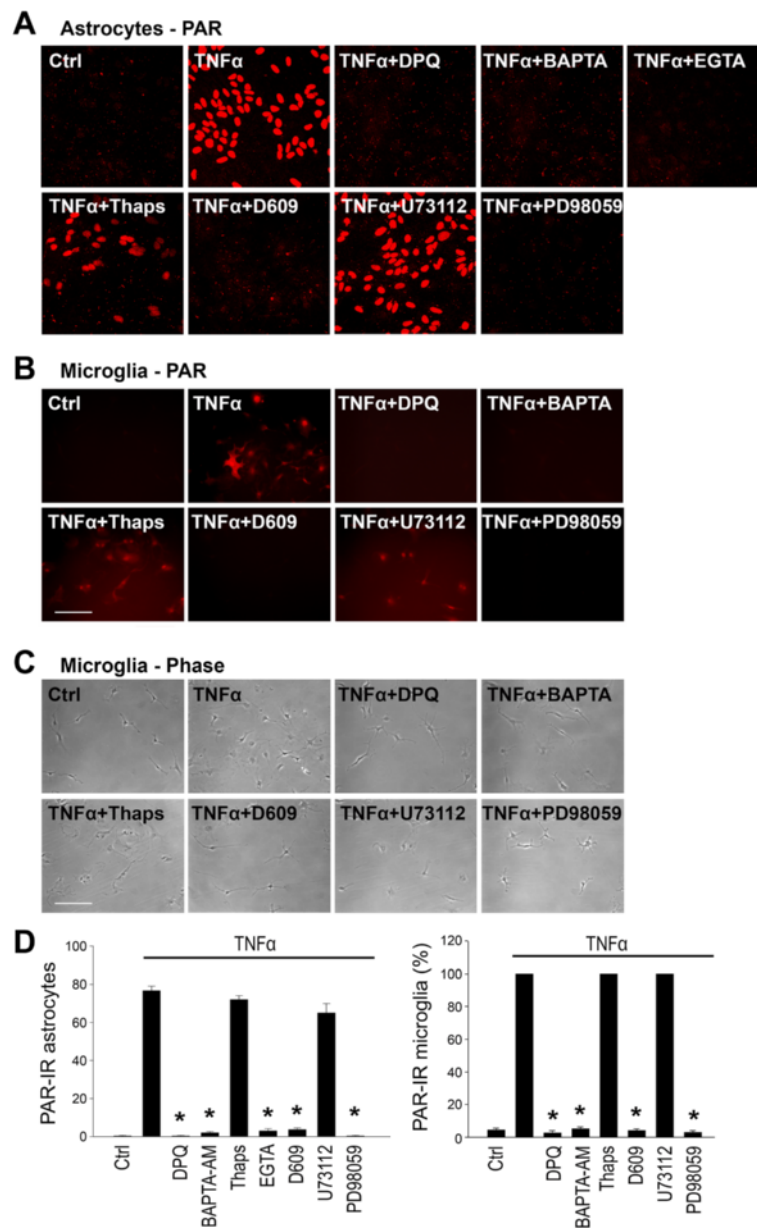 A Astrocytes - PAR
Ctrl TNFα TNFα+DPQ TNFα+BAPTA TNFα+EGTA
TNFα+Thaps TNFα+D609 TNFα+U73112 TNFα+PD98059
B Microglia - PAR
Ctrl TNFα TNFα+DPQ TNFα+BAPTA
TNFα+Thaps TNFα+D609 TNFα+U73112 TNFα+PD98059
C Microglia - Phase
Ctrl TNFα TNFα+DPQ TNFα+BAPTA
TNFα+Thaps TNFα+D609 TNFα+U73112 TNFα+PD98059
D
TNFα
PAR-IR astrocytes
100
80
60
40
20
0
* * * * *
Ctrl
DPQ
BAPTA-AM
Thaps
EGTA
D609
U73112
PD98059
TNFα
PAR-IR microglia (%)
120
100
80
60
40
20
0
* * * *
Ctrl
DPQ
BAPTA-AM
Thaps
D609
U73112
PD98059